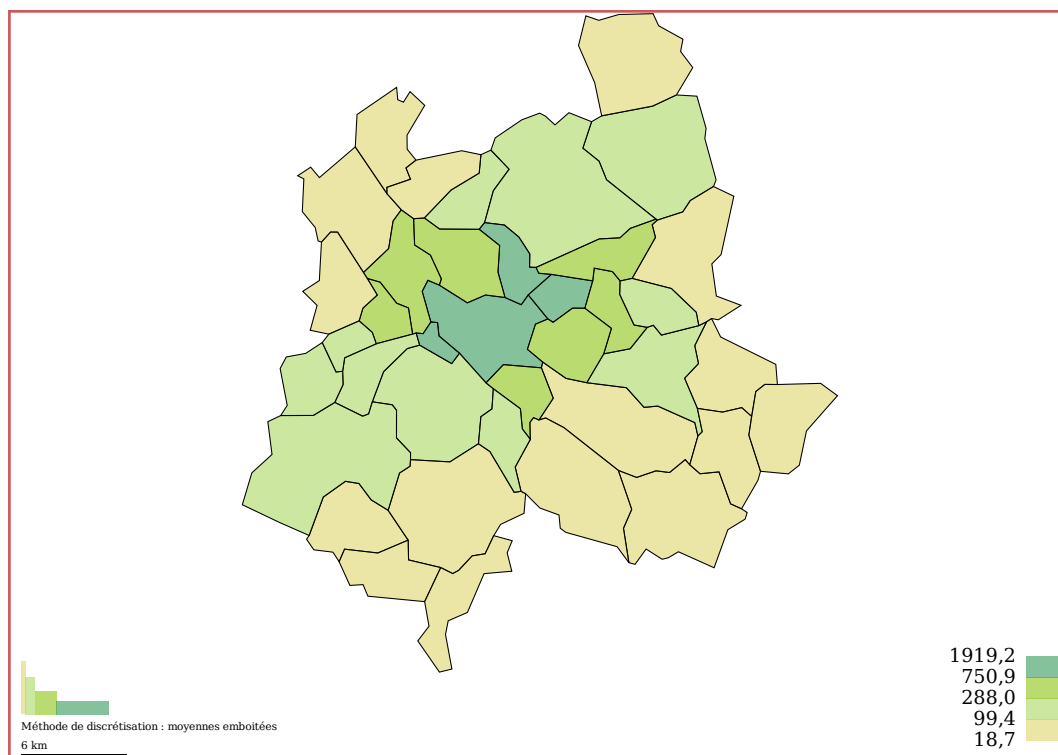 1919,2
750,9
288,0
99,4
18,7
Méthode de discrétisation : moyennes emboitées
6 km